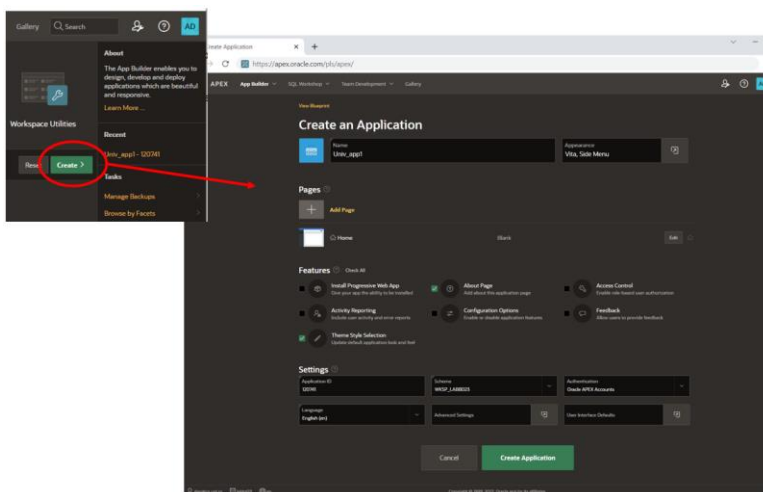 Gallery
Search
AD
About
The App Builder enables you to
design, develop and deploy
applications which are beautiful
and responsive.
Learn More ...
Workspace Utilities
Recent
Univ_app1 - 120741
Reset
Create >
Tasks
Manage Backups
Browse by Facets
Create Application
https://apex.oracle.com/pls/apex/
APEX
App Builder
SQL Workshop
Team Development
Gallery
View Blueprint
Create an Application
Name
Univ_app1
Appearance
Vita, Side Menu
Pages
Add Page
Home
Blank
Edit
Features
Check All
Install Progressive Web App
Give your app the ability to be installed
About Page
Add about this application page
Access Control
Enable role-based user authorization
Activity Reporting
Include user activity and error reports
Configuration Options
Enable or disable application features
Feedback
Allow users to provide feedback
Theme Style Selection
Update default application look and feel
Settings
Application ID
120741
Schema
Authentication
Oracle APEX Accounts
Language
English (en)
Advanced Settings
User Interface Defaults
Cancel
Create Application